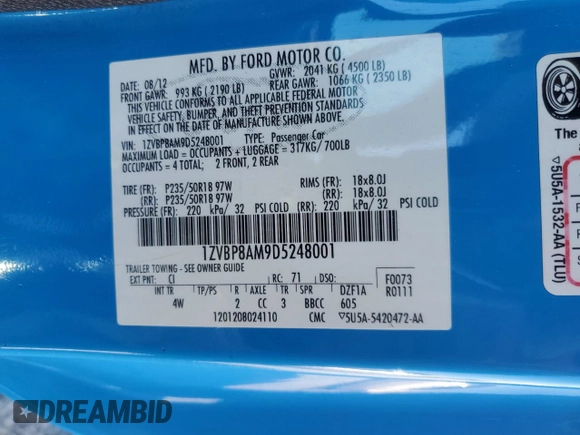 MFD. BY FORD MOTOR CO.
DATE: 08/12 GVWR: 2041 KG ( 4500 LB)
FRONT GAWR: 993 KG ( 2190 LB) REAR GAWR: 1066 KG ( 2350 LB)
THIS VEHICLE CONFORMS TO ALL APPLICABLE FEDERAL MOTOR
VEHICLE SAFETY, BUMPER, AND THEFT PREVENTION STANDARDS
IN EFFECT ON THE DATE OF MANUFACTURE SHOWN ABOVE.
VIN: 1ZVBP8AM9D5248001 TYPE: Passenger Car
MAXIMUM LOAD= OCCUPANTS + LUGGAGE = 317KG/700LB
OCCUPANTS = 4 TOTAL; 2 FRONT, 2 REAR
TIRE (FR): P235/50R18 97W RIMS (FR): 18x8.0J
(RR): P235/50R18 97W (RR): 18x8.0J
PRESSURE (FR): 220 kPa/ 32 PSI COLD (RR): 220 kPa/ 32 PSI COLD
1ZVBP8AM9D5248001
TRAILER TOWING - SEE OWNER GUIDE
EXT PNT: CI RC: 71 DSO: F0073
INT TR TP/PS R AXLE TR SPR DZF1A R0111
4W 2 CC 3 BBCC 605
1201208024110 CMC ▽5U5A-5420472-AA
The
▽5U5A-1532-AA (TLU)
DREAMBID